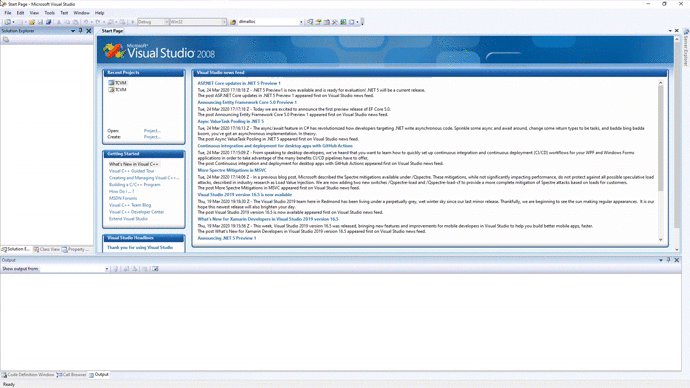 Start Page - Microsoft Visual Studio
File Edit View Tools Test Window Help
Debug Win32 dlmalloc
Solution Explorer
Start Page
Server Explorer
Microsoft
Visual Studio 2008
Recent Projects
TCVM
TCVM
Open: Project...
Create: Project...
Getting Started
What's New in Visual C++
Visual C++ Guided Tour
Creating and Managing Visual C++...
Building a C/C++ Program
How Do I ...?
MSDN Forums
Visual C++ Team Blog
Visual C++ Developer Center
Extend Visual Studio
Visual Studio Headlines
Thank you for using Visual Studio
Visual Studio news feed
ASP.NET Core updates in .NET 5 Preview 1
Tue, 24 Mar 2020 17:18:18 Z - .NET 5 Preview1 is now available and is ready for evaluation! .NET 5 will be a current release.
The post ASP.NET Core updates in .NET 5 Preview 1 appeared first on Visual Studio news feed.
Announcing Entity Framework Core 5.0 Preview 1
Tue, 24 Mar 2020 17:17:18 Z - Today we are excited to announce the first preview release of EF Core 5.0.
The post Announcing Entity Framework Core 5.0 Preview 1 appeared first on Visual Studio news feed.
Async ValueTask Pooling in .NET 5
Tue, 24 Mar 2020 17:16:13 Z - The async/await feature in C# has revolutionized how developers targeting .NET write asynchronous code. Sprinkle some async and await around, change some return types to be tasks, and badda bing badda
boom, you've got an asynchronous implementation. In theory.
The post Async ValueTask Pooling in .NET 5 appeared first on Visual Studio news feed.
Continuous integration and deployment for desktop apps with GitHub Actions
Tue, 24 Mar 2020 17:15:09 Z - From speaking to desktop developers, we've heard that you want to learn how to quickly set up continuous integration and continuous deployment (CI/CD) workflows for your WPF and Windows Forms
applications in order to take advantage of the many benefits CI/CD pipelines have to offer,
The post Continuous integration and deployment for desktop apps with GitHub Actions appeared first on Visual Studio news feed.
More Spectre Mitigations in MSVC
Tue, 24 Mar 2020 17:14:06 Z - In a previous blog post, Microsoft described the Spectre mitigations available under /Qspectre. These mitigations, while not significantly impacting performance, do not protect against all possible speculative
load attacks, described in industry research as Load Value Injection. We are now adding two new switches /Qspectre-load and /Qspectre-load-cf to provide a more complete mitigation of Spectre attacks based on loads for customers.
The post More Spectre Mitigations in MSVC appeared first on Visual Studio news feed.
Visual Studio 2019 version 16.5 is now available
Thu, 19 Mar 2020 19:16:30 Z - The Visual Studio 2019 team here in Redmond has been living under a perpetually grey, wet winter sky since our last minor release. Thankfully, we are beginning to see the sun making regular appearances. It is our
hope this newest release will also brighten your day.
The post Visual Studio 2019 version 16.5 is now available appeared first on Visual Studio news feed.
What's New for Xamarin Developers in Visual Studio 2019 version 16.5
Thu, 19 Mar 2020 19:15:56 Z - This week, Visual Studio 2019 version 16.5 was released, bringing new features and improvements for mobile developers in Visual Studio to help you build better mobile apps, faster.
The post What's New for Xamarin Developers in Visual Studio 2019 version 16.5 appeared first on Visual Studio news feed.
Announcing .NET 5 Preview 1
Solution E... Class View Property ...
Output
Show output from:
Code Definition Window Call Browser Output
Ready